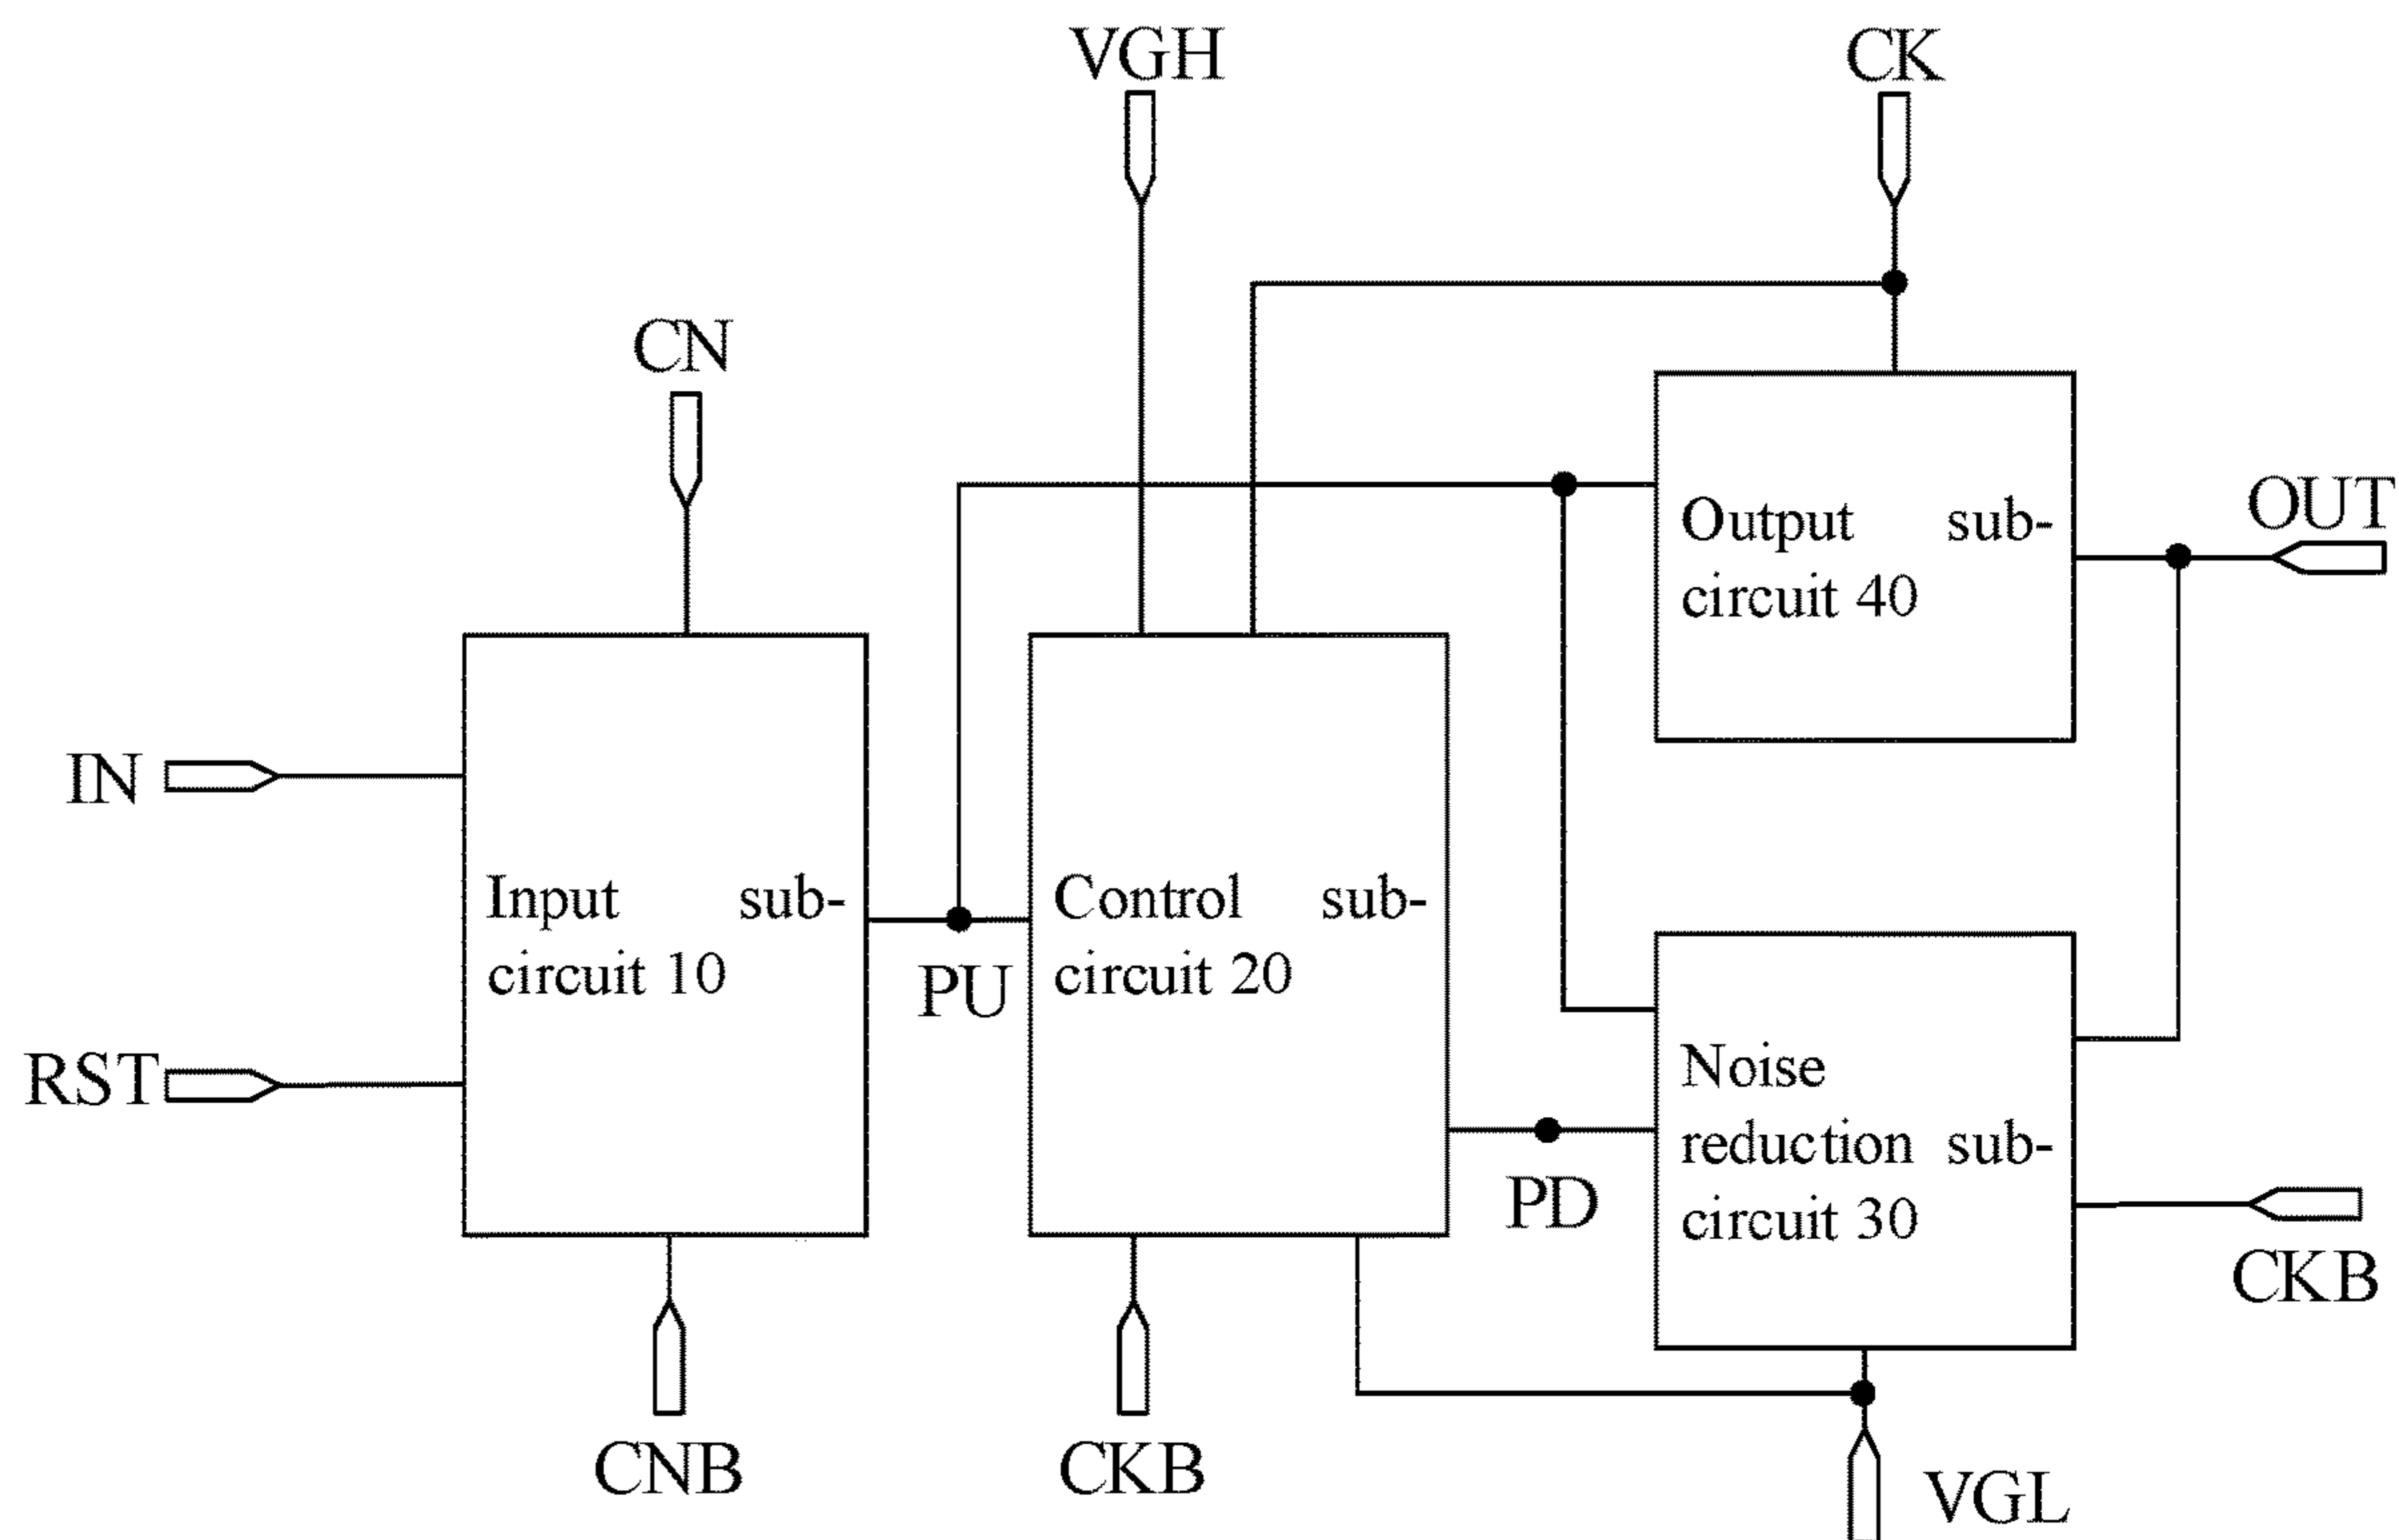 VGH
CK
CN
OUT
Output sub-
circuit 40
IN
Input sub-
circuit 10
PU
Control sub-
circuit 20
RST
Noise
reduction sub-
circuit 30
PD
CKB
CNB
CKB
VGL